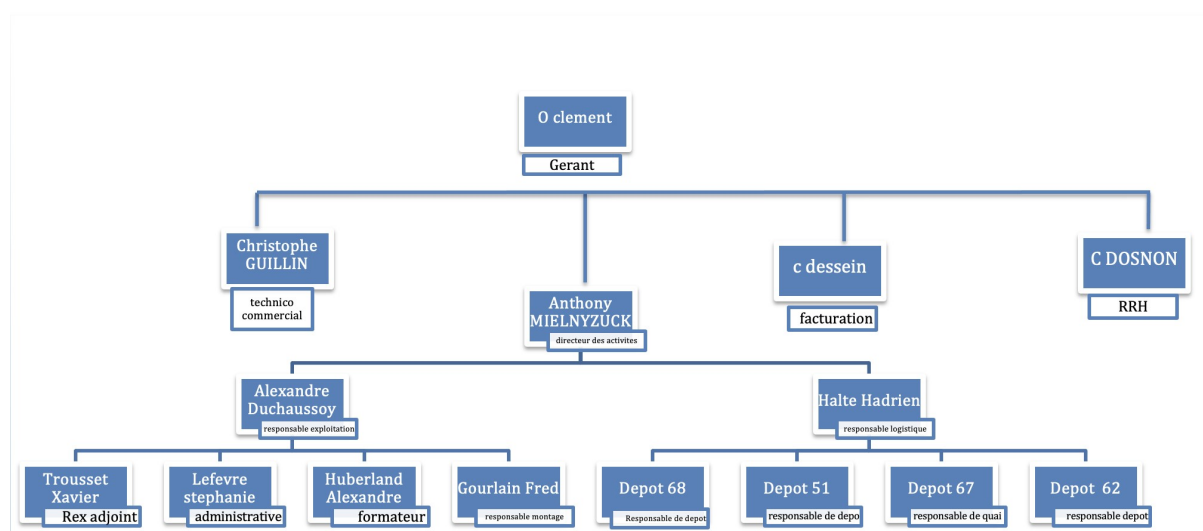 O clement
Gerant
Christophe
GUILLIN
technico
commercial
Anthony
MIELNYZUCK
directeur des activites
c dessein
facturation
C DOSNON
RRH
Alexandre
Duchaussoy
responsable exploitation
Halte Hadrien
responsable logistique
Trousset
Xavier
Rex adjoint
Lefevre
stephanie
administrative
Huberland
Alexandre
formateur
Gourlain Fred
responsable montage
Depot 68
Responsable de depot
Depot 51
responsable de depo
Depot 67
responsable de quai
Depot 62
responsable depot